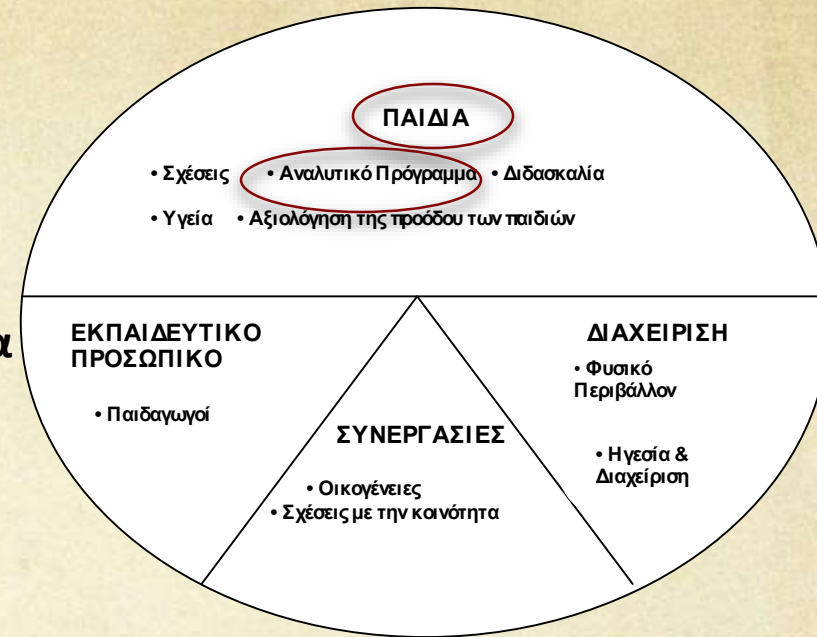 ΠΑΙΔΙΑ
• Σχέσεις • Αναλυτικό Πρόγραμμα • Διδασκαλία
• Υγεία • Αξιολόγηση της προόδου των παιδιών
ΕΚΠΑΙΔΕΥΤΙΚΟ
ΠΡΟΣΩΠΙΚΟ
• Παιδαγωγοί
ΣΥΝΕΡΓΑΣΙΕΣ
• Οικογένειες
• Σχέσεις με την κοινότητα
ΔΙΑΧΕΙΡΙΣΗ
• Φυσικό
Περιβάλλον
• Ηγεσία &
Διαχείριση